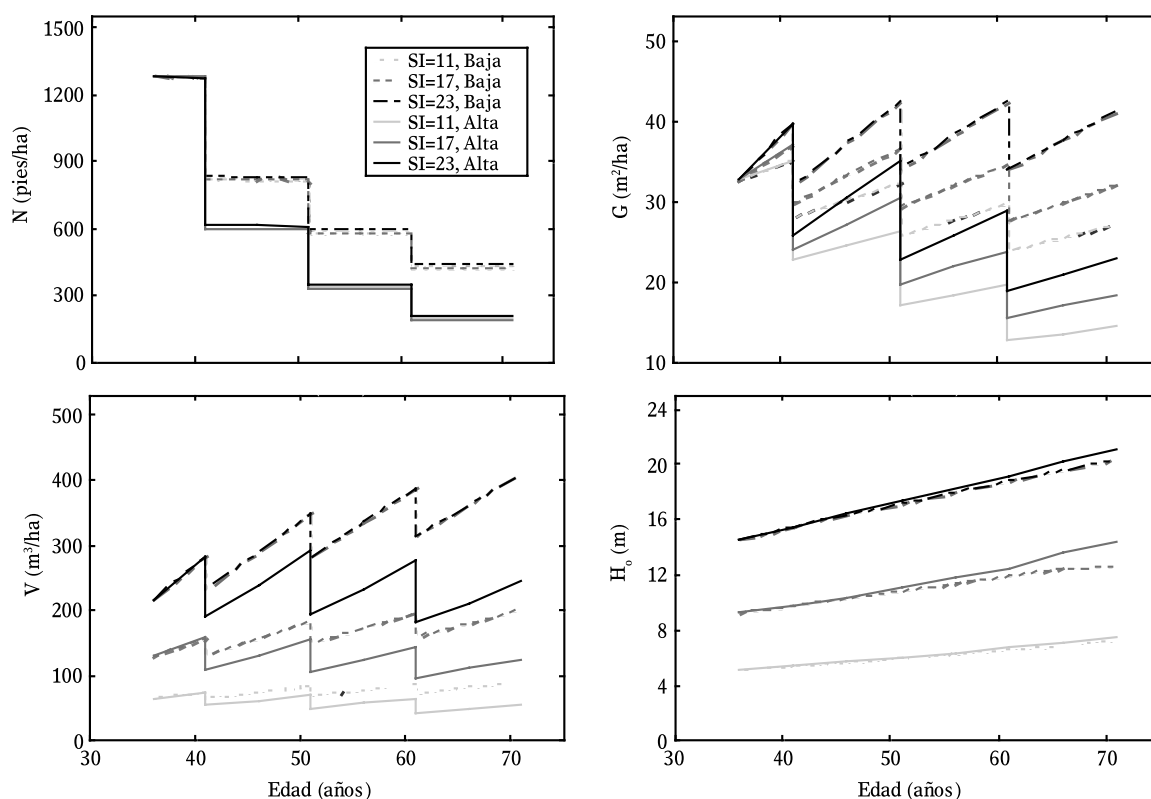 1500
1200
900
600
300
0
N (pies/ha)
SI=11, Baja
SI=17, Baja
SI=23, Baja
SI=11, Alta
SI=17, Alta
SI=23, Alta
50
40
30
20
10
G (m²/ha)
500
400
300
200
100
0
V (m³/ha)
30
40
50
60
70
Edad (años)
24
20
16
12
8
4
0
Hₒ (m)
30
40
50
60
70
Edad (años)